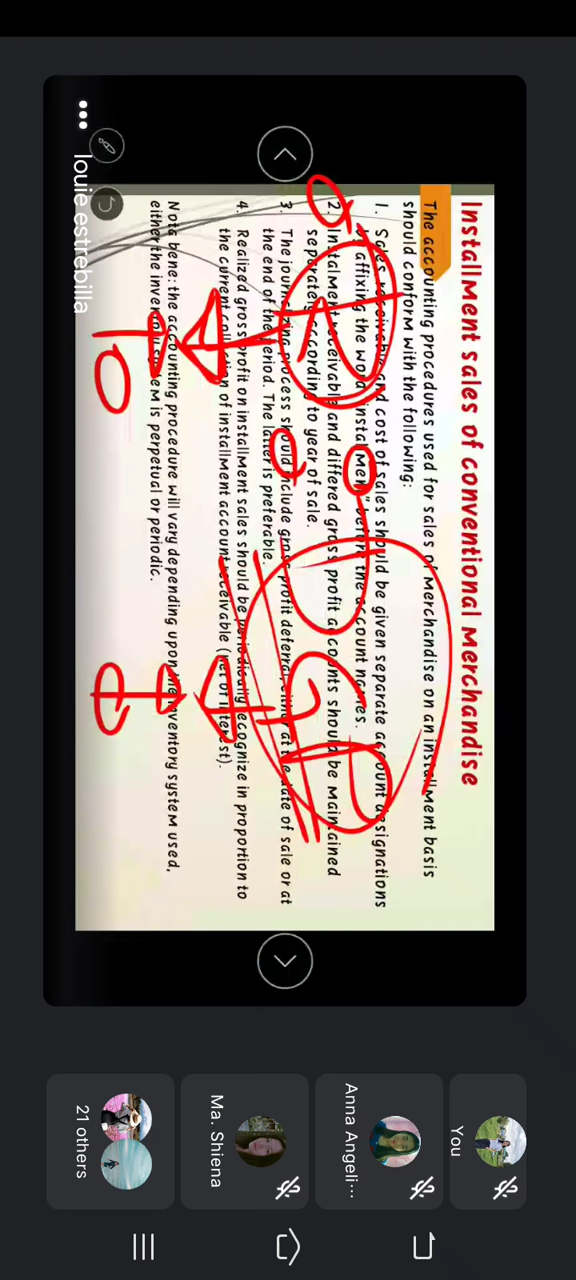 Installment sales of conventional merchandise
The accounting procedures used for sales of merchandise on an installment basis
should conform with the following:
1. Sales receivable and cost of sales should be given separate account designations
by affixing the word "instalment" before the account names.
2. Instalment receivable and differed gross profit accounts should be maintained
separately according to year of sale.
3. The journalizing process should include gross profit deferral, either at the date of sale or at
the end of the period. The latter is preferable.
4. Realized gross profit on installment sales should be periodically recognize in proportion to
the current collection of installment account receivable (net of interest).
Nota bene: the accounting procedure will vary depending upon the inventory system used,
either the inventory system is perpetual or periodic.
louie estrebilla
You
Anna Angeli...
Ma. Shiena
21 others